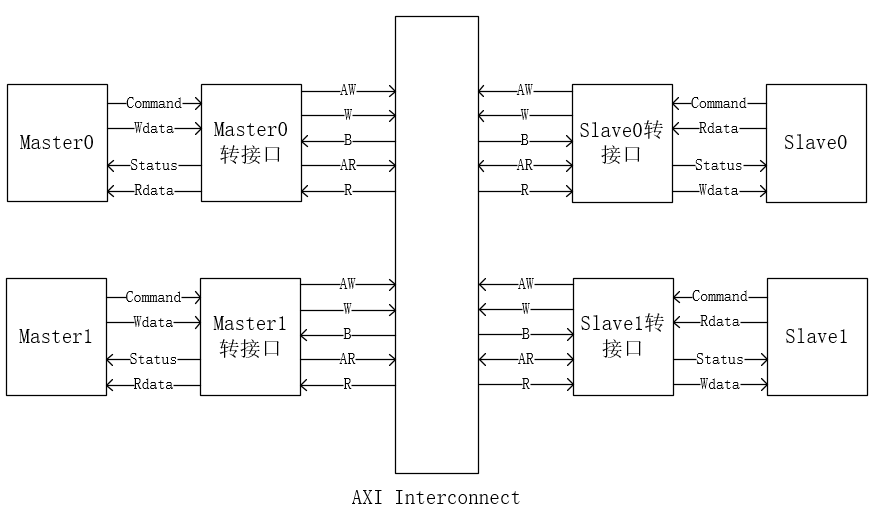 Master0
Command
Wdata
Status
Rdata
Master0
转接口
AW
W
B
AR
R
AW
W
B
AR
R
Slave0转
接口
Command
Rdata
Status
Wdata
Slave0
Master1
Command
Wdata
Status
Rdata
Master1
转接口
AW
W
B
AR
R
AW
W
B
AR
R
Slave1转
接口
Command
Rdata
Status
Wdata
Slave1
AXI Interconnect